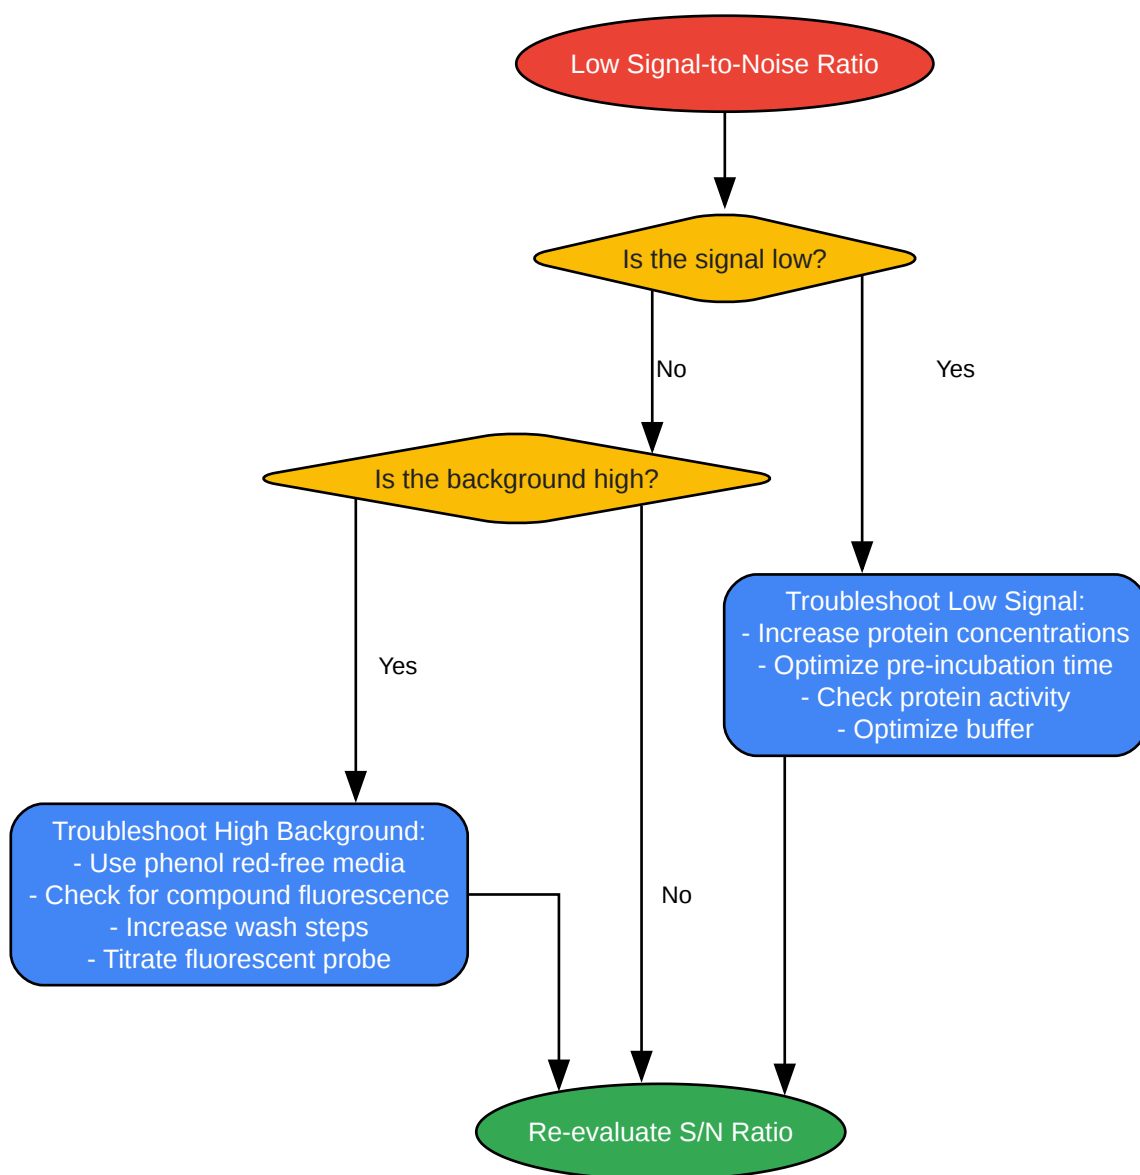 Low Signal-to-Noise Ratio
Is the signal low?
No
Yes
Is the background high?
Troubleshoot Low Signal:
- Increase protein concentrations
- Optimize pre-incubation time
- Check protein activity
- Optimize buffer
Yes
Troubleshoot High Background:
- Use phenol red-free media
- Check for compound fluorescence
- Increase wash steps
- Titrate fluorescent probe
No
Re-evaluate S/N Ratio